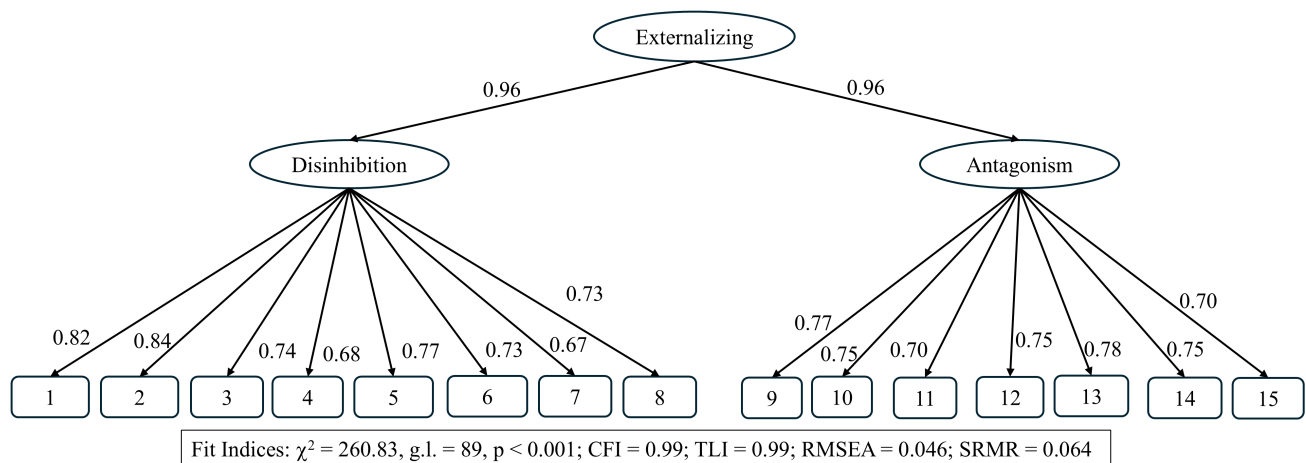 Externalizing
0.96 0.96
Disinhibition Antagonism
0.82 0.84 0.74 0.68 0.77 0.73 0.67 0.73 0.77 0.75 0.70 0.75 0.78 0.75 0.70
1 2 3 4 5 6 7 8 9 10 11 12 13 14 15
Fit Indices: χ² = 260.83, g.l. = 89, p < 0.001; CFI = 0.99; TLI = 0.99; RMSEA = 0.046; SRMR = 0.064